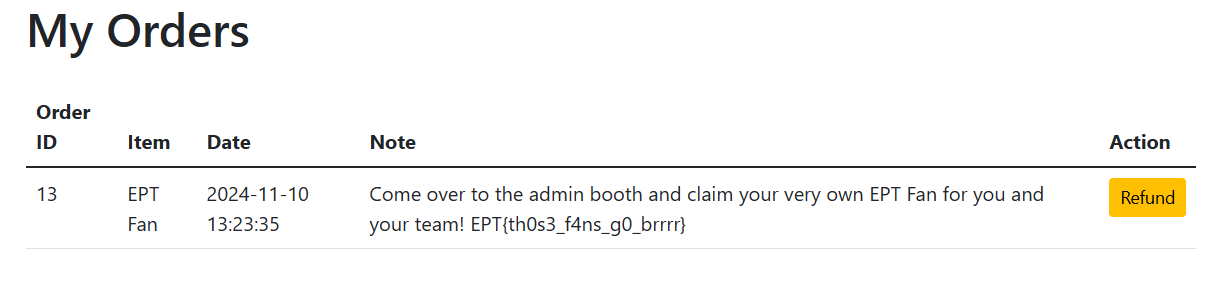 My Orders
Order
ID Item Date Note Action
13 EPT 2024-11-10 Come over to the admin booth and claim your very own EPT Fan for you and Refund
Fan 13:23:35 your team! EPT{th0s3_f4ns_g0_brrrr}